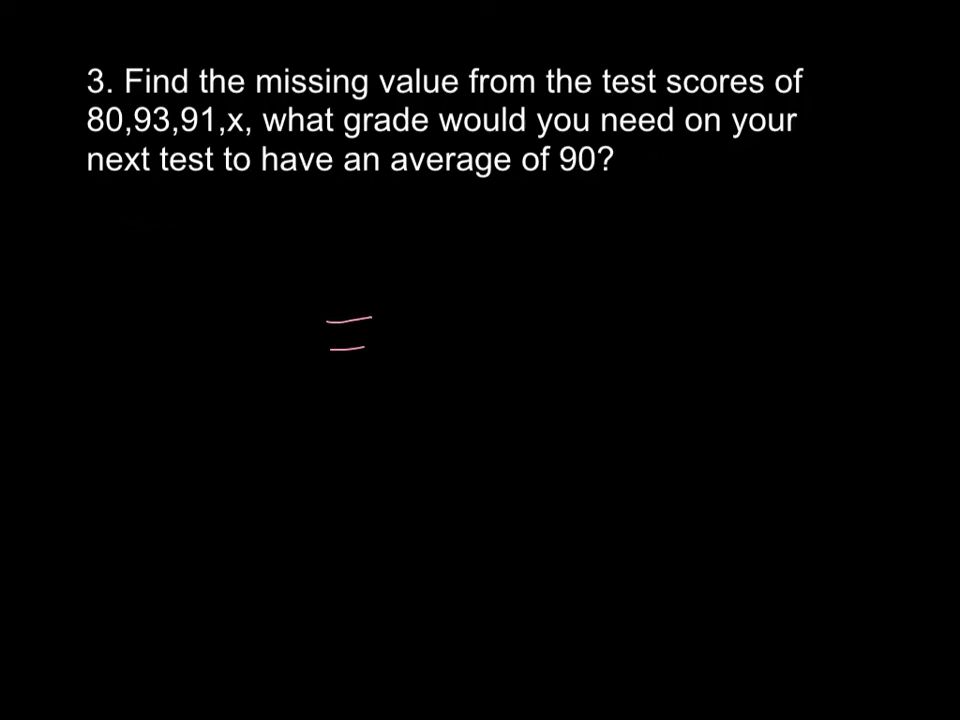 3. Find the missing value from the test scores of
80,93,91,x, what grade would you need on your
next test to have an average of 90?
=